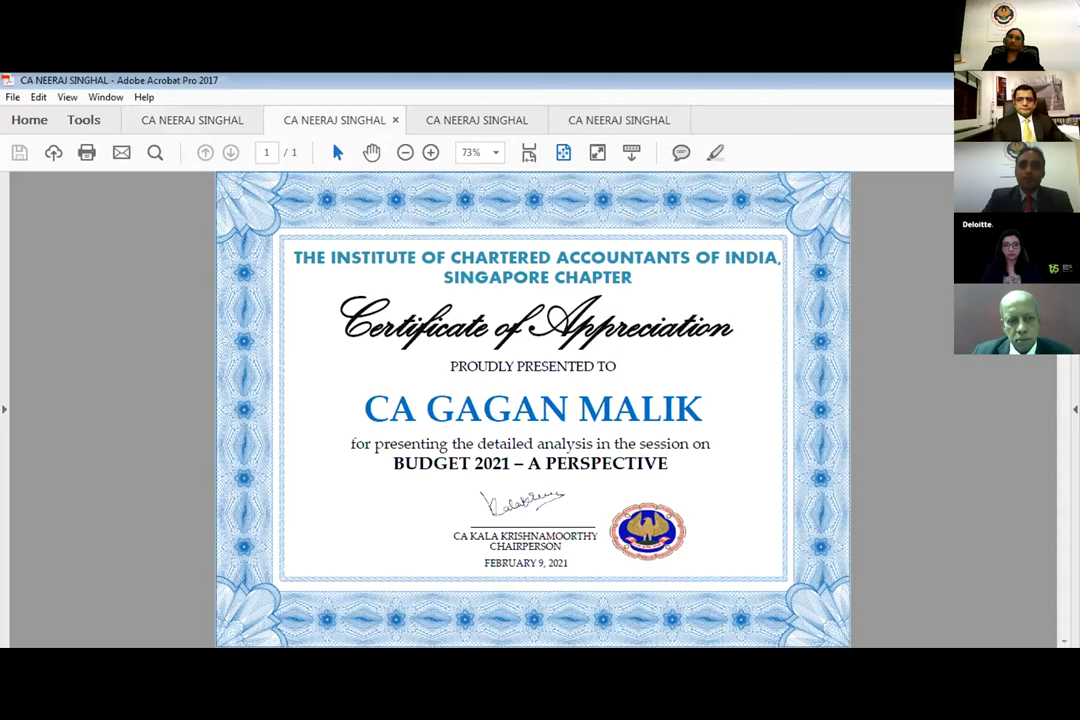 CA NEERAJ SINGHAL - Adobe Acrobat Pro 2017
File Edit View Window Help
Home Tools CA NEERAJ SINGHAL CA NEERAJ SINGHAL × CA NEERAJ SINGHAL CA NEERAJ SINGHAL
1 / 1 73%
Deloitte.
THE INSTITUTE OF CHARTERED ACCOUNTANTS OF INDIA,
SINGAPORE CHAPTER
Certificate of Appreciation
PROUDLY PRESENTED TO
CA GAGAN MALIK
for presenting the detailed analysis in the session on
BUDGET 2021 – A PERSPECTIVE
CA KALA KRISHNAMOORTHY
CHAIRPERSON
FEBRUARY 9, 2021